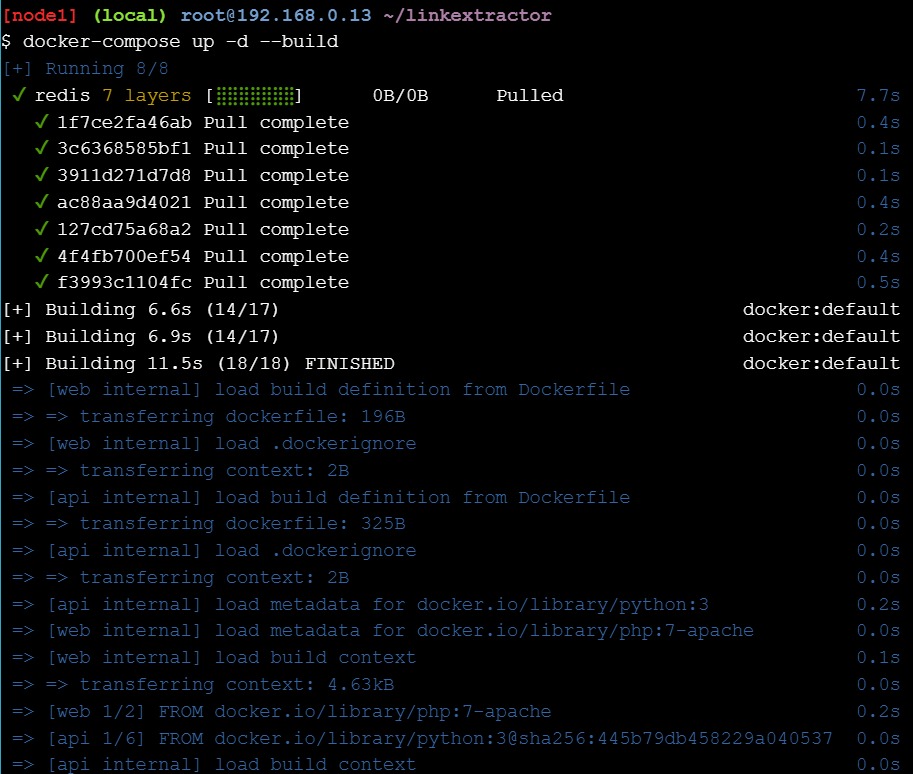 [node1] (local) root@192.168.0.13 ~/linkextractor
$ docker-compose up -d --build
[+] Running 8/8
✓ redis 7 layers [⣿⣿⣿⣿⣿⣿⣿] 0B/0B Pulled 7.7s
✓ 1f7ce2fa46ab Pull complete 0.4s
✓ 3c6368585bf1 Pull complete 0.1s
✓ 3911d271d7d8 Pull complete 0.1s
✓ ac88aa9d4021 Pull complete 0.4s
✓ 127cd75a68a2 Pull complete 0.2s
✓ 4f4fb700ef54 Pull complete 0.4s
✓ f3993c1104fc Pull complete 0.5s
[+] Building 6.6s (14/17) docker:default
[+] Building 6.9s (14/17) docker:default
[+] Building 11.5s (18/18) FINISHED docker:default
=> [web internal] load build definition from Dockerfile 0.0s
=> => transferring dockerfile: 196B 0.0s
=> [web internal] load .dockerignore 0.0s
=> => transferring context: 2B 0.0s
=> [api internal] load build definition from Dockerfile 0.0s
=> => transferring dockerfile: 325B 0.0s
=> [api internal] load .dockerignore 0.0s
=> => transferring context: 2B 0.0s
=> [api internal] load metadata for docker.io/library/python:3 0.2s
=> [web internal] load metadata for docker.io/library/php:7-apache 0.0s
=> [web internal] load build context 0.1s
=> => transferring context: 4.63kB 0.0s
=> [web 1/2] FROM docker.io/library/php:7-apache 0.2s
=> [api 1/6] FROM docker.io/library/python:3@sha256:445b79db458229a040537 0.0s
=> [api internal] load build context 0.0s